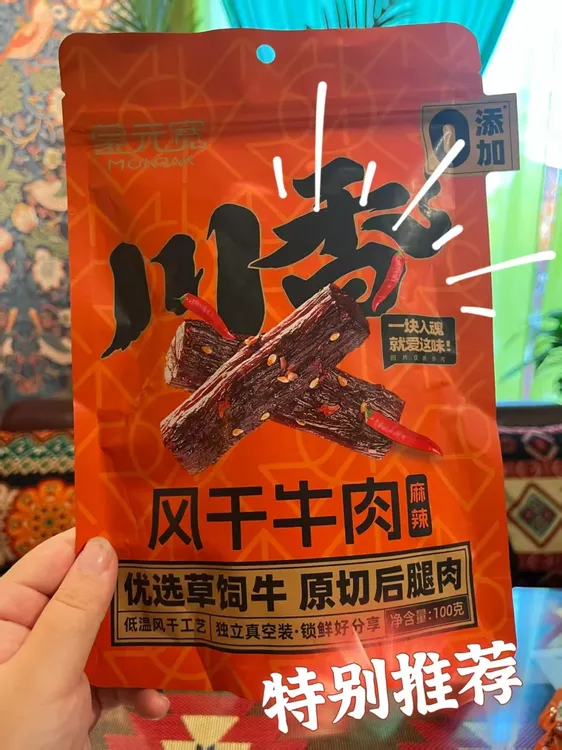 蒙元宽
MONQAK
0 添加
川香
一块入魂
就爱这味
风干牛肉 麻辣
优选草饲牛 原切后腿肉
低温风干工艺 独立真空装·锁鲜好分享 净含量:100克
特别推荐